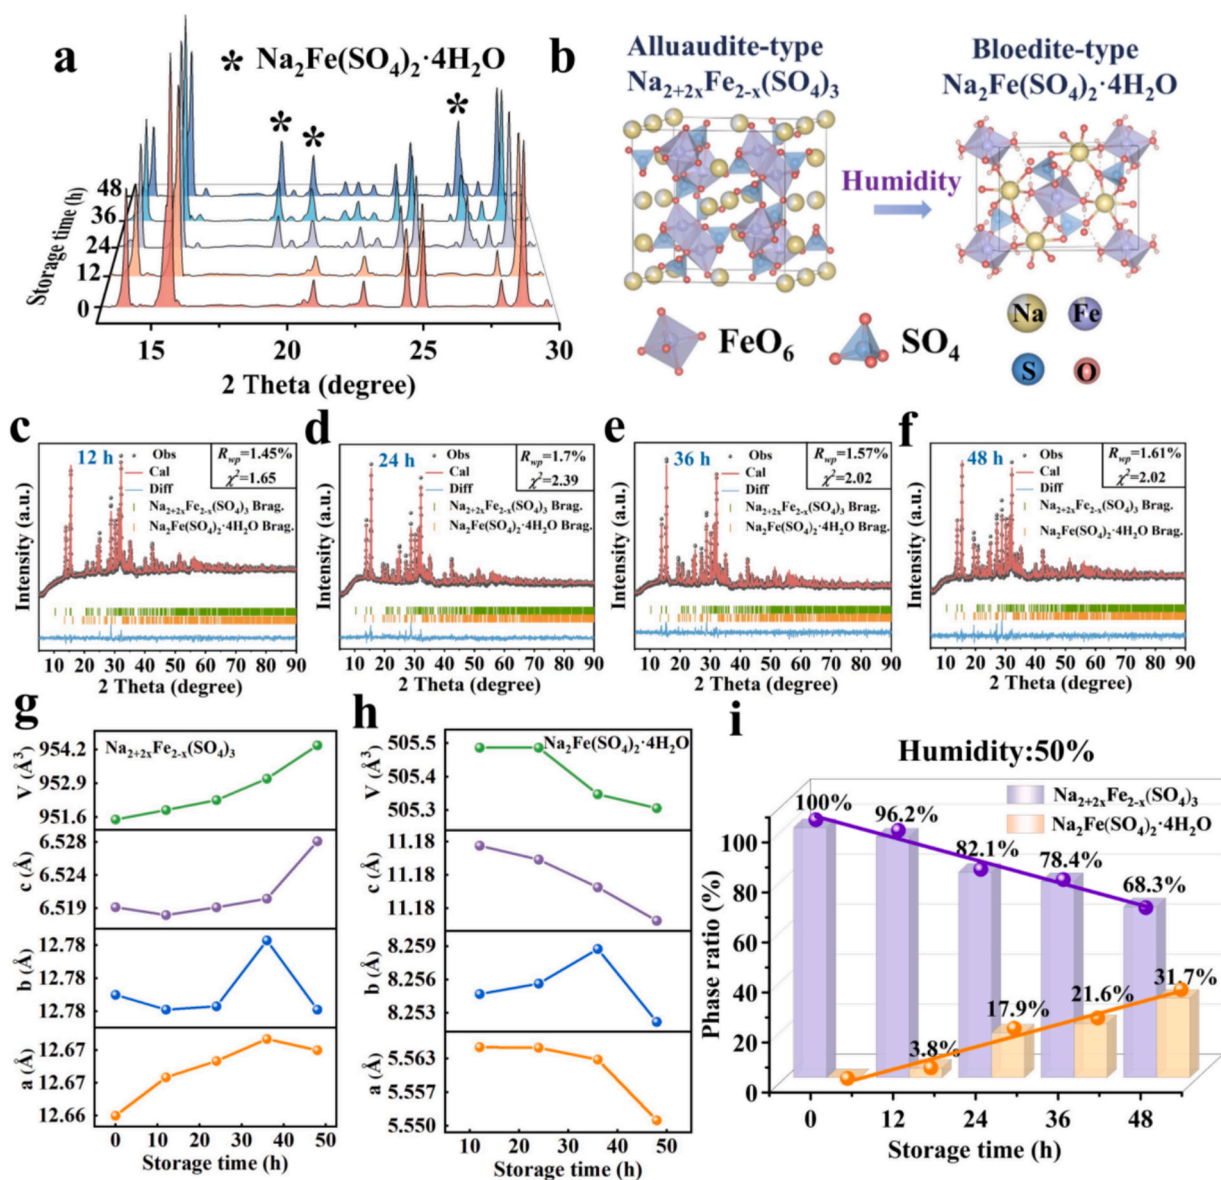 a
* Na2Fe(SO4)2·4H2O
*
*
*
48
36
24
12
0
Storage time (h)
15
20
25
30
2 Theta (degree)
b
Alluaudite-type
Na2+2xFe2-x(SO4)3
Bloedite-type
Na2Fe(SO4)2·4H2O
Humidity
FeO6
SO4
Na
Fe
S
O
c
12 h
Obs
Cal
Diff
Na2+2xFe2-x(SO4)3 Brag.
Na2Fe(SO4)2·4H2O Brag.
Rwp=1.45%
χ²=1.65
Intensity (a.u.)
10 20 30 40 50 60 70 80 90
2 Theta (degree)
d
24 h
Obs
Cal
Diff
Na2+2xFe2-x(SO4)3 Brag.
Na2Fe(SO4)2·4H2O Brag.
Rwp=1.7%
χ²=2.39
Intensity (a.u.)
10 20 30 40 50 60 70 80 90
2 Theta (degree)
e
36 h
Obs
Cal
Diff
Na2+2xFe2-x(SO4)3 Brag.
Na2Fe(SO4)2·4H2O Brag.
Rwp=1.57%
χ²=2.02
Intensity (a.u.)
10 20 30 40 50 60 70 80 90
2 Theta (degree)
f
48 h
Obs
Cal
Diff
Na2+2xFe2-x(SO4)3 Brag.
Na2Fe(SO4)2·4H2O Brag.
Rwp=1.61%
χ²=2.02
Intensity (a.u.)
10 20 30 40 50 60 70 80 90
2 Theta (degree)
g
Na2+2xFe2-x(SO4)3
V (Å³)
954.2
952.9
951.6
c (Å)
6.528
6.524
6.519
b (Å)
12.78
12.78
12.78
a (Å)
12.67
12.67
12.66
0 10 20 30 40 50
Storage time (h)
h
Na2Fe(SO4)2·4H2O
V (Å³)
505.5
505.4
505.3
c (Å)
11.18
11.18
11.18
b (Å)
8.259
8.256
8.253
a (Å)
5.563
5.557
5.550
10 20 30 40 50
Storage time (h)
i
Humidity:50%
Na2+2xFe2-x(SO4)3
Na2Fe(SO4)2·4H2O
100%
96.2%
82.1%
78.4%
68.3%
3.8%
17.9%
21.6%
31.7%
Phase ratio (%)
100
80
60
40
20
0
0 12 24 36 48
Storage time (h)